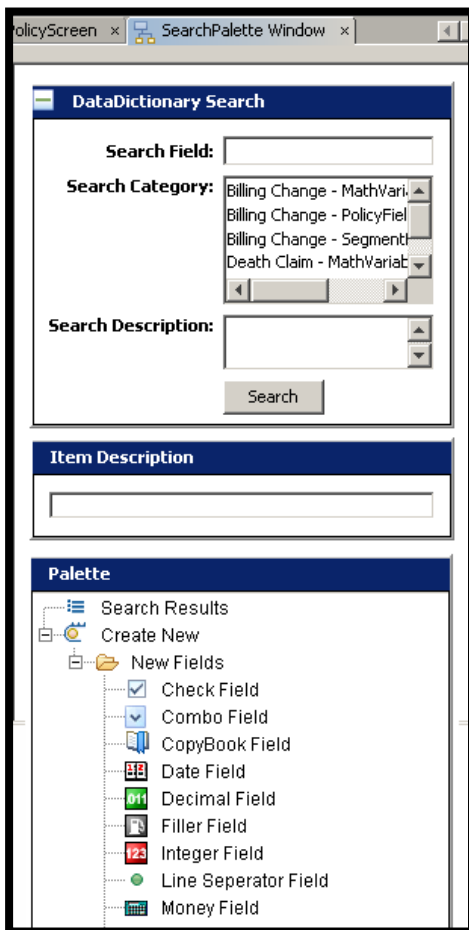 olicyScreen × SearchPalette Window ×
DataDictionary Search
Search Field:
Search Category:
Billing Change - MathVari
Billing Change - PolicyFiel
Billing Change - Segment
Death Claim - MathVariab
Search Description:
Search
Item Description
Palette
Search Results
Create New
New Fields
Check Field
Combo Field
CopyBook Field
Date Field
Decimal Field
Filler Field
Integer Field
Line Seperator Field
Money Field